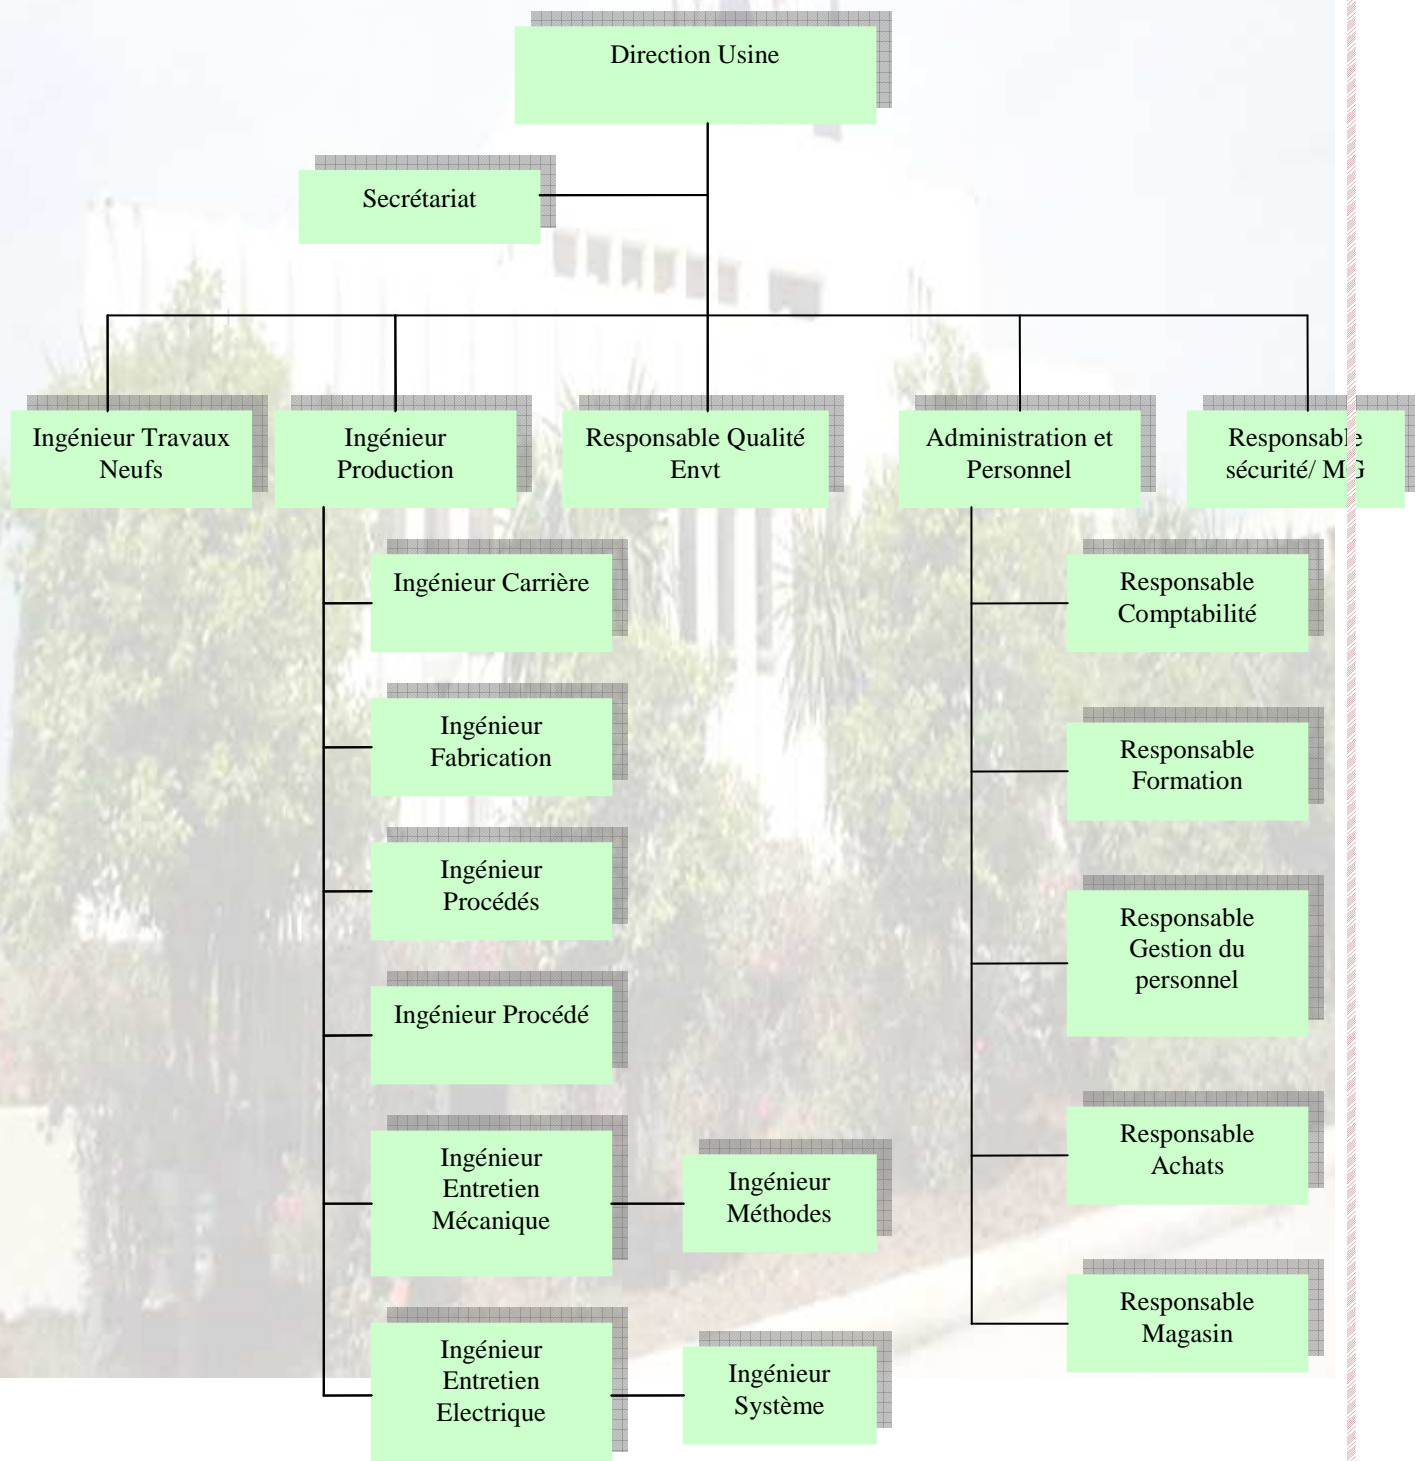 Direction Usine
Secrétariat
Ingénieur Travaux
Neufs
Ingénieur
Production
Responsable Qualité
Envt
Administration et
Personnel
Responsable
sécurité/ MG
Ingénieur Carrière
Ingénieur
Fabrication
Ingénieur
Procédés
Ingénieur Procédé
Ingénieur
Entretien
Mécanique
Ingénieur
Méthodes
Ingénieur
Entretien
Electrique
Ingénieur
Système
Responsable
Comptabilité
Responsable
Formation
Responsable
Gestion du
personnel
Responsable
Achats
Responsable
Magasin